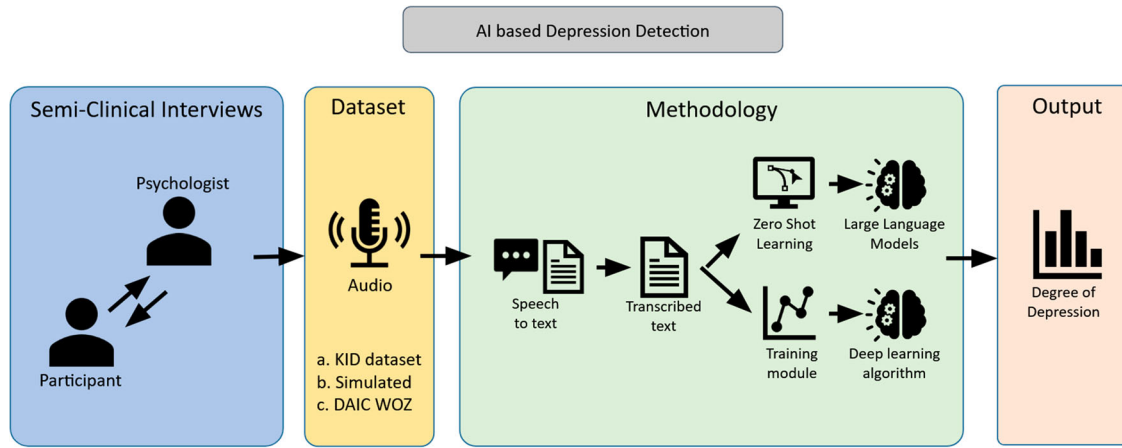 AI based Depression Detection
Semi-Clinical Interviews
Psychologist
Participant
Dataset
Audio
a. KID dataset
b. Simulated
c. DAIC WOZ
Methodology
Speech
to text
Transcribed
text
Zero Shot
Learning
Large Language
Models
Training
module
Deep learning
algorithm
Output
Degree of
Depression